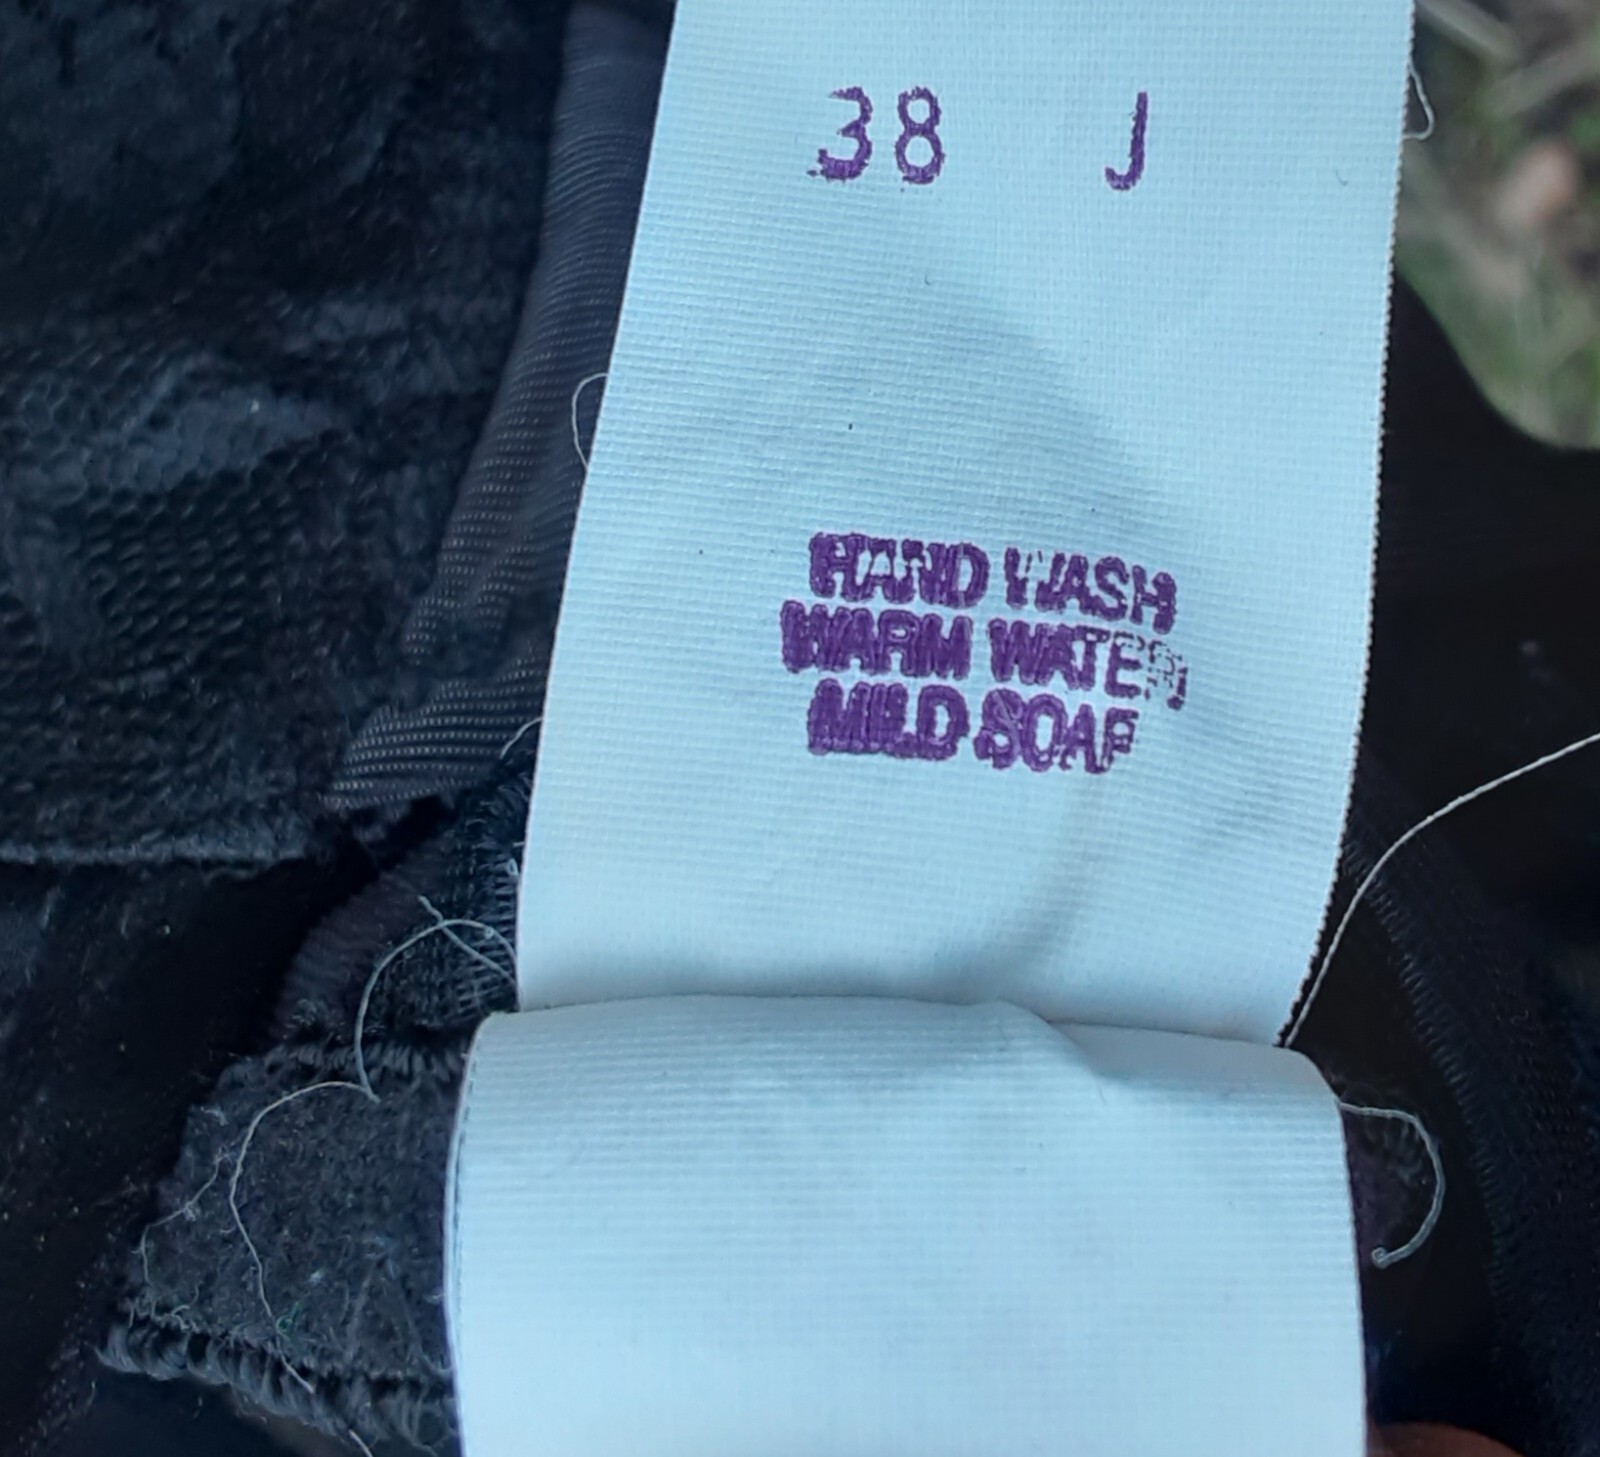 38 J
HAND WASH
WARM WATER
MILD SOAP